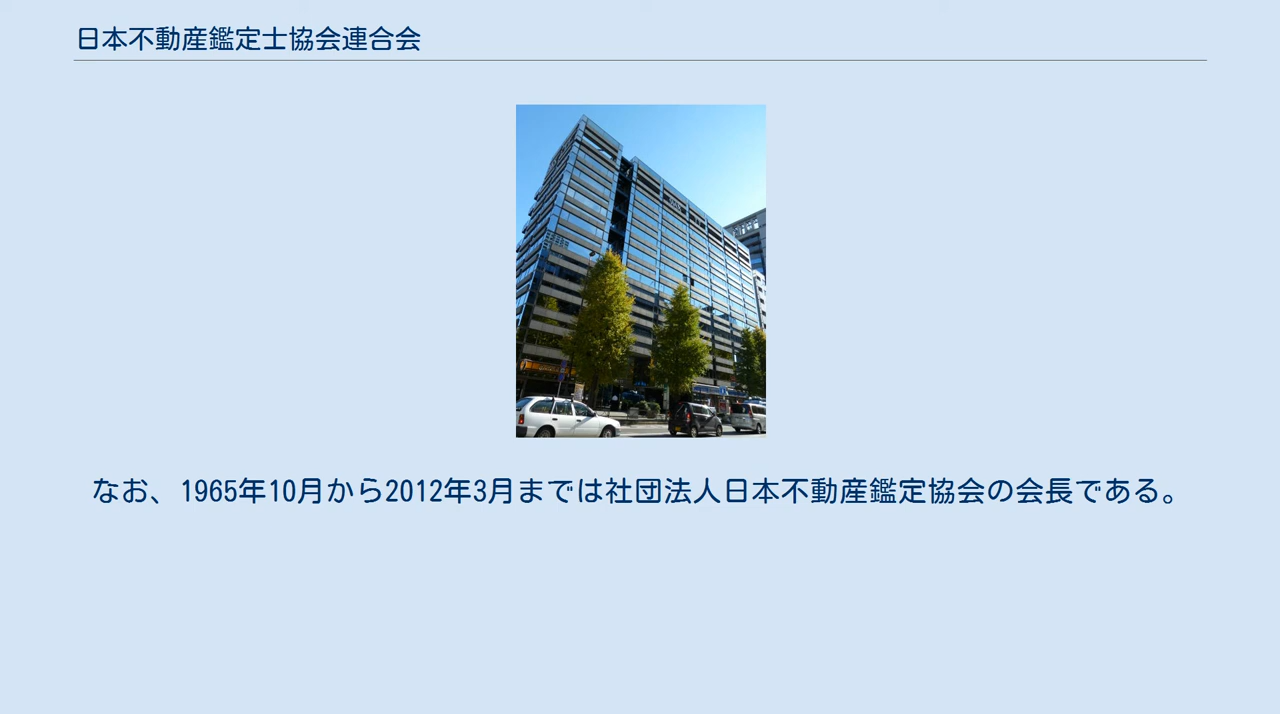 日本不動産鑑定士協会連合会
なお、1965年10月から2012年3月までは社団法人日本不動産鑑定協会の会長である。